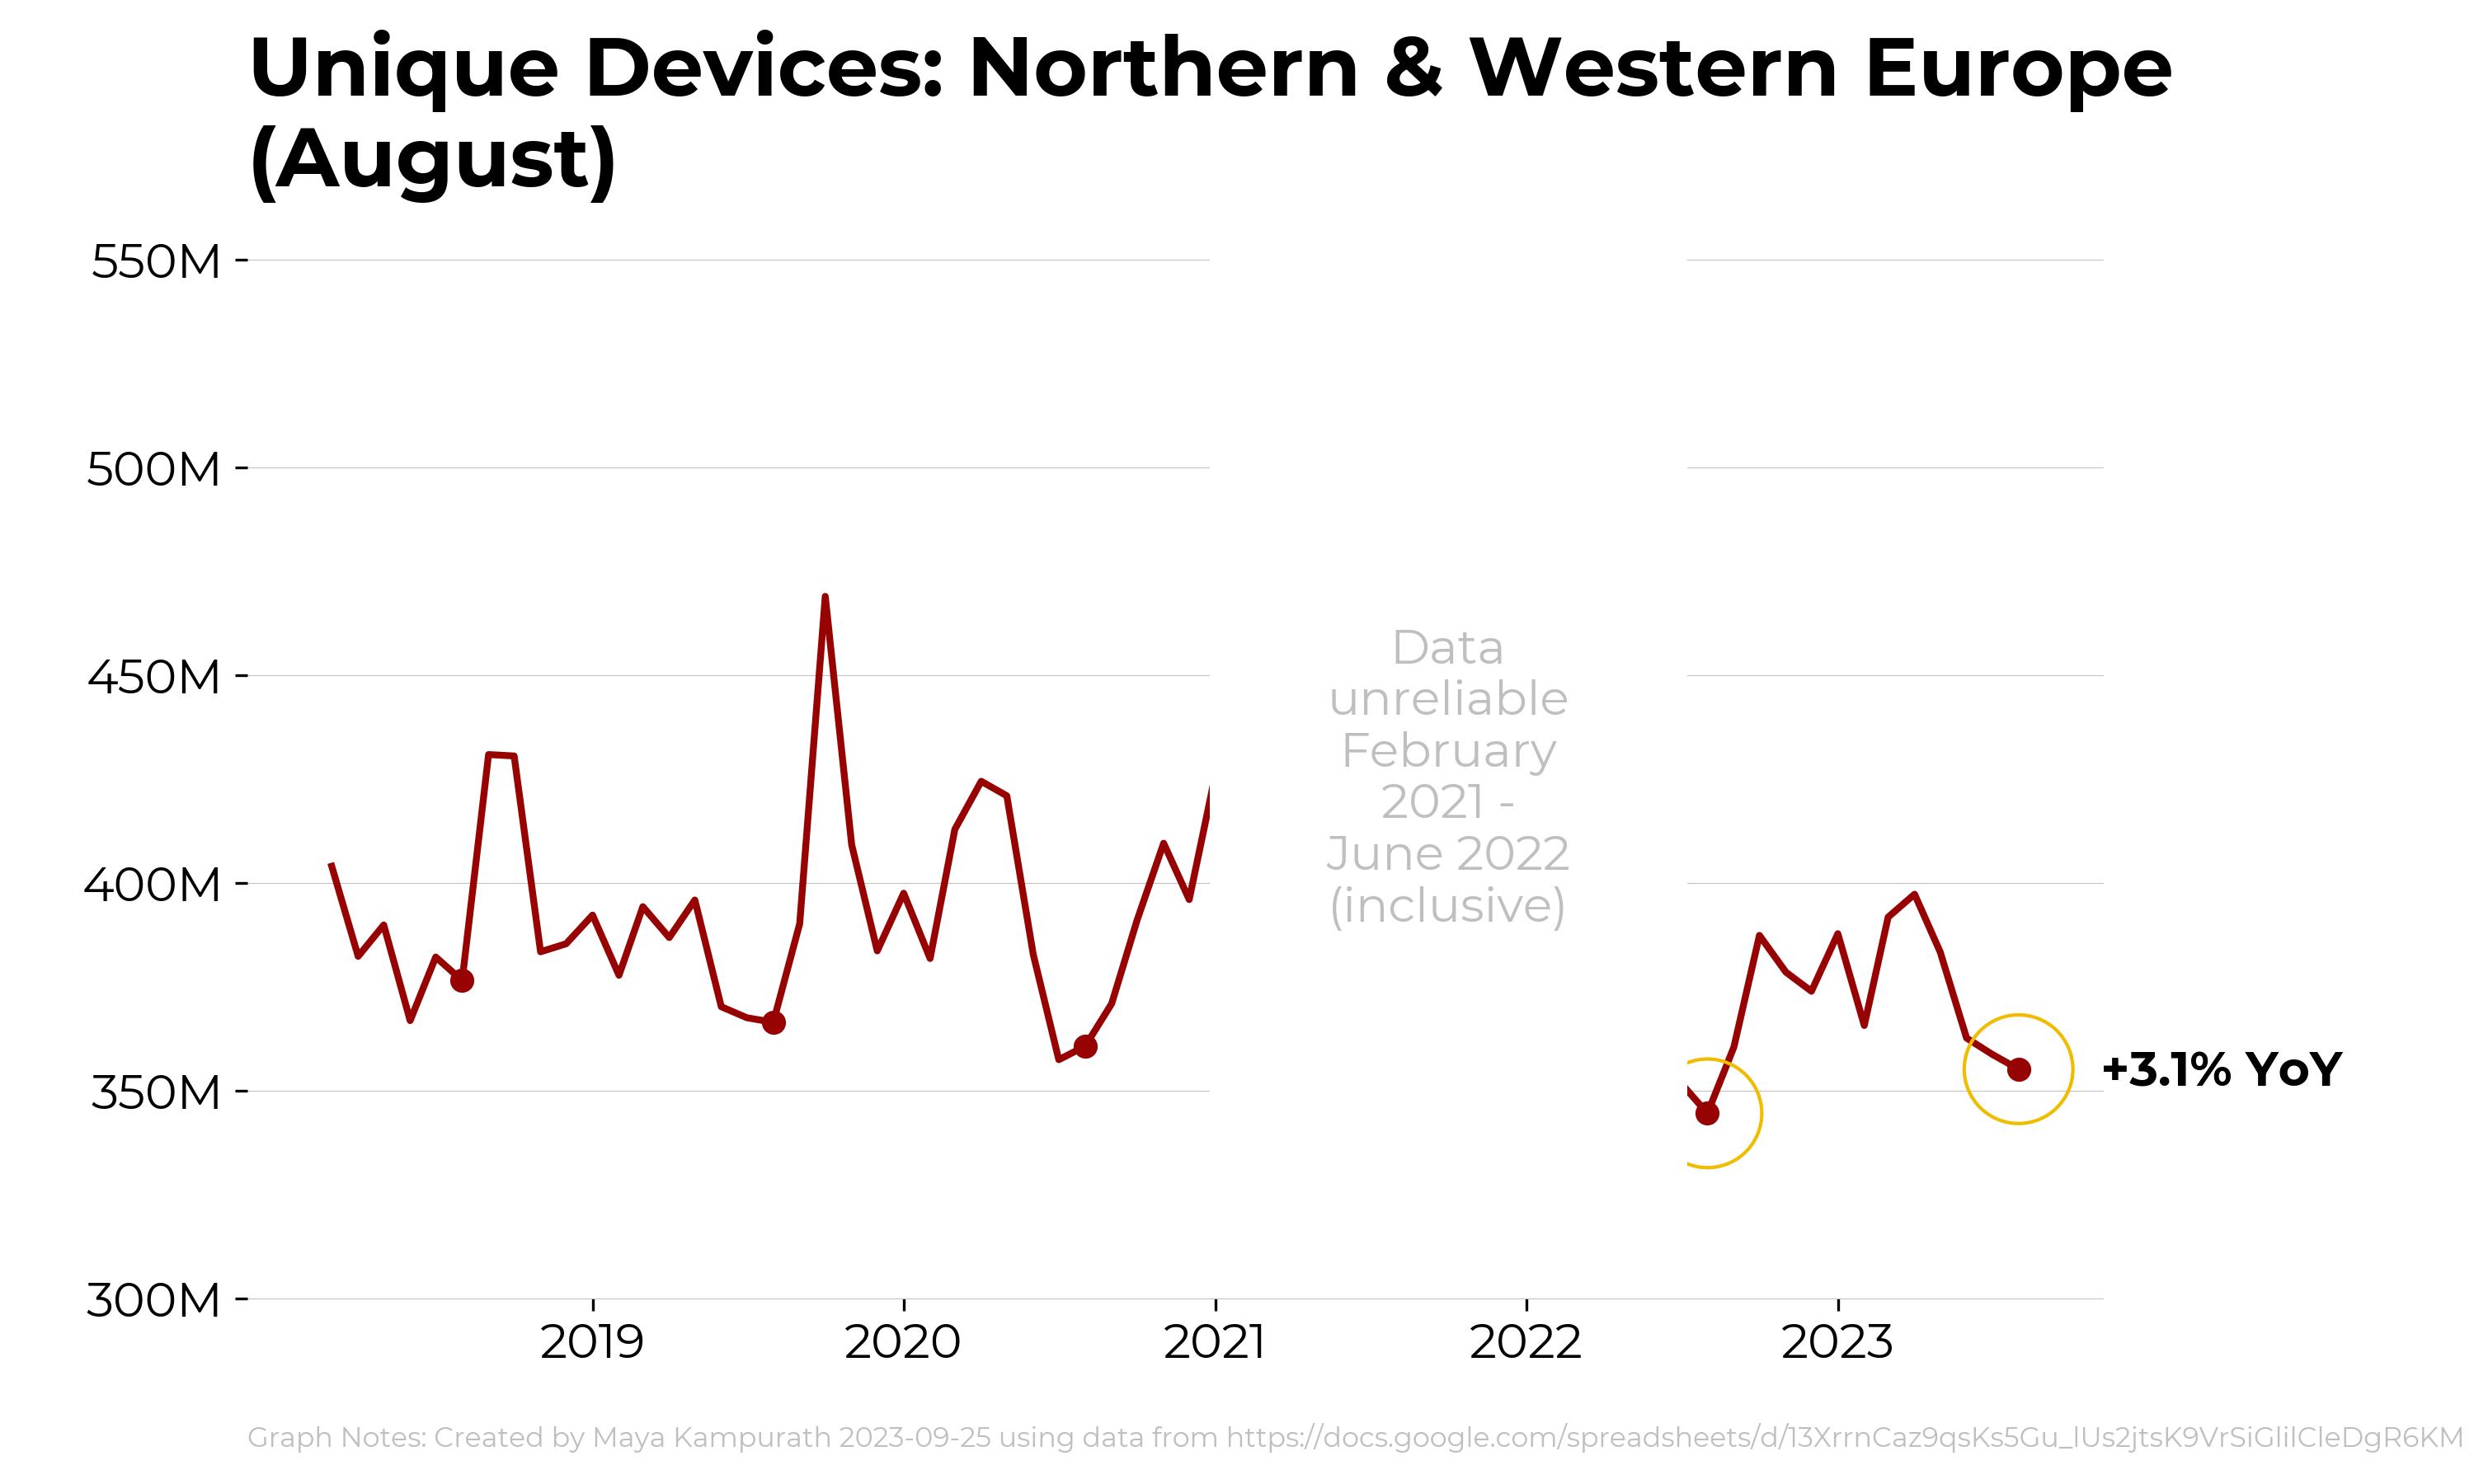 Unique Devices: Northern & Western Europe
(August)
550M
500M
450M
400M
350M
300M
Data
unreliable
February
2021 -
June 2022
(inclusive)
+3.1% YoY
2019
2020
2021
2022
2023
Graph Notes: Created by Maya Kampurath 2023-09-25 using data from https://docs.google.com/spreadsheets/d/13XrrnCaz9qsKs5Gu_lUs2jtsK9VrSiGlilCleDgR6KM